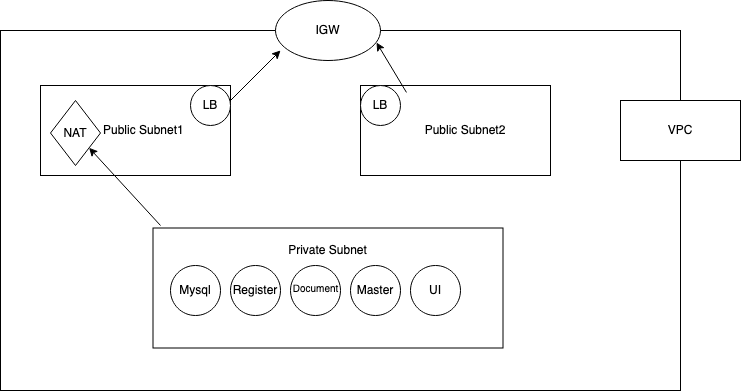 IGW
LB
LB
NAT
Public Subnet1
Public Subnet2
VPC
Private Subnet
Mysql
Register
Document
Master
UI